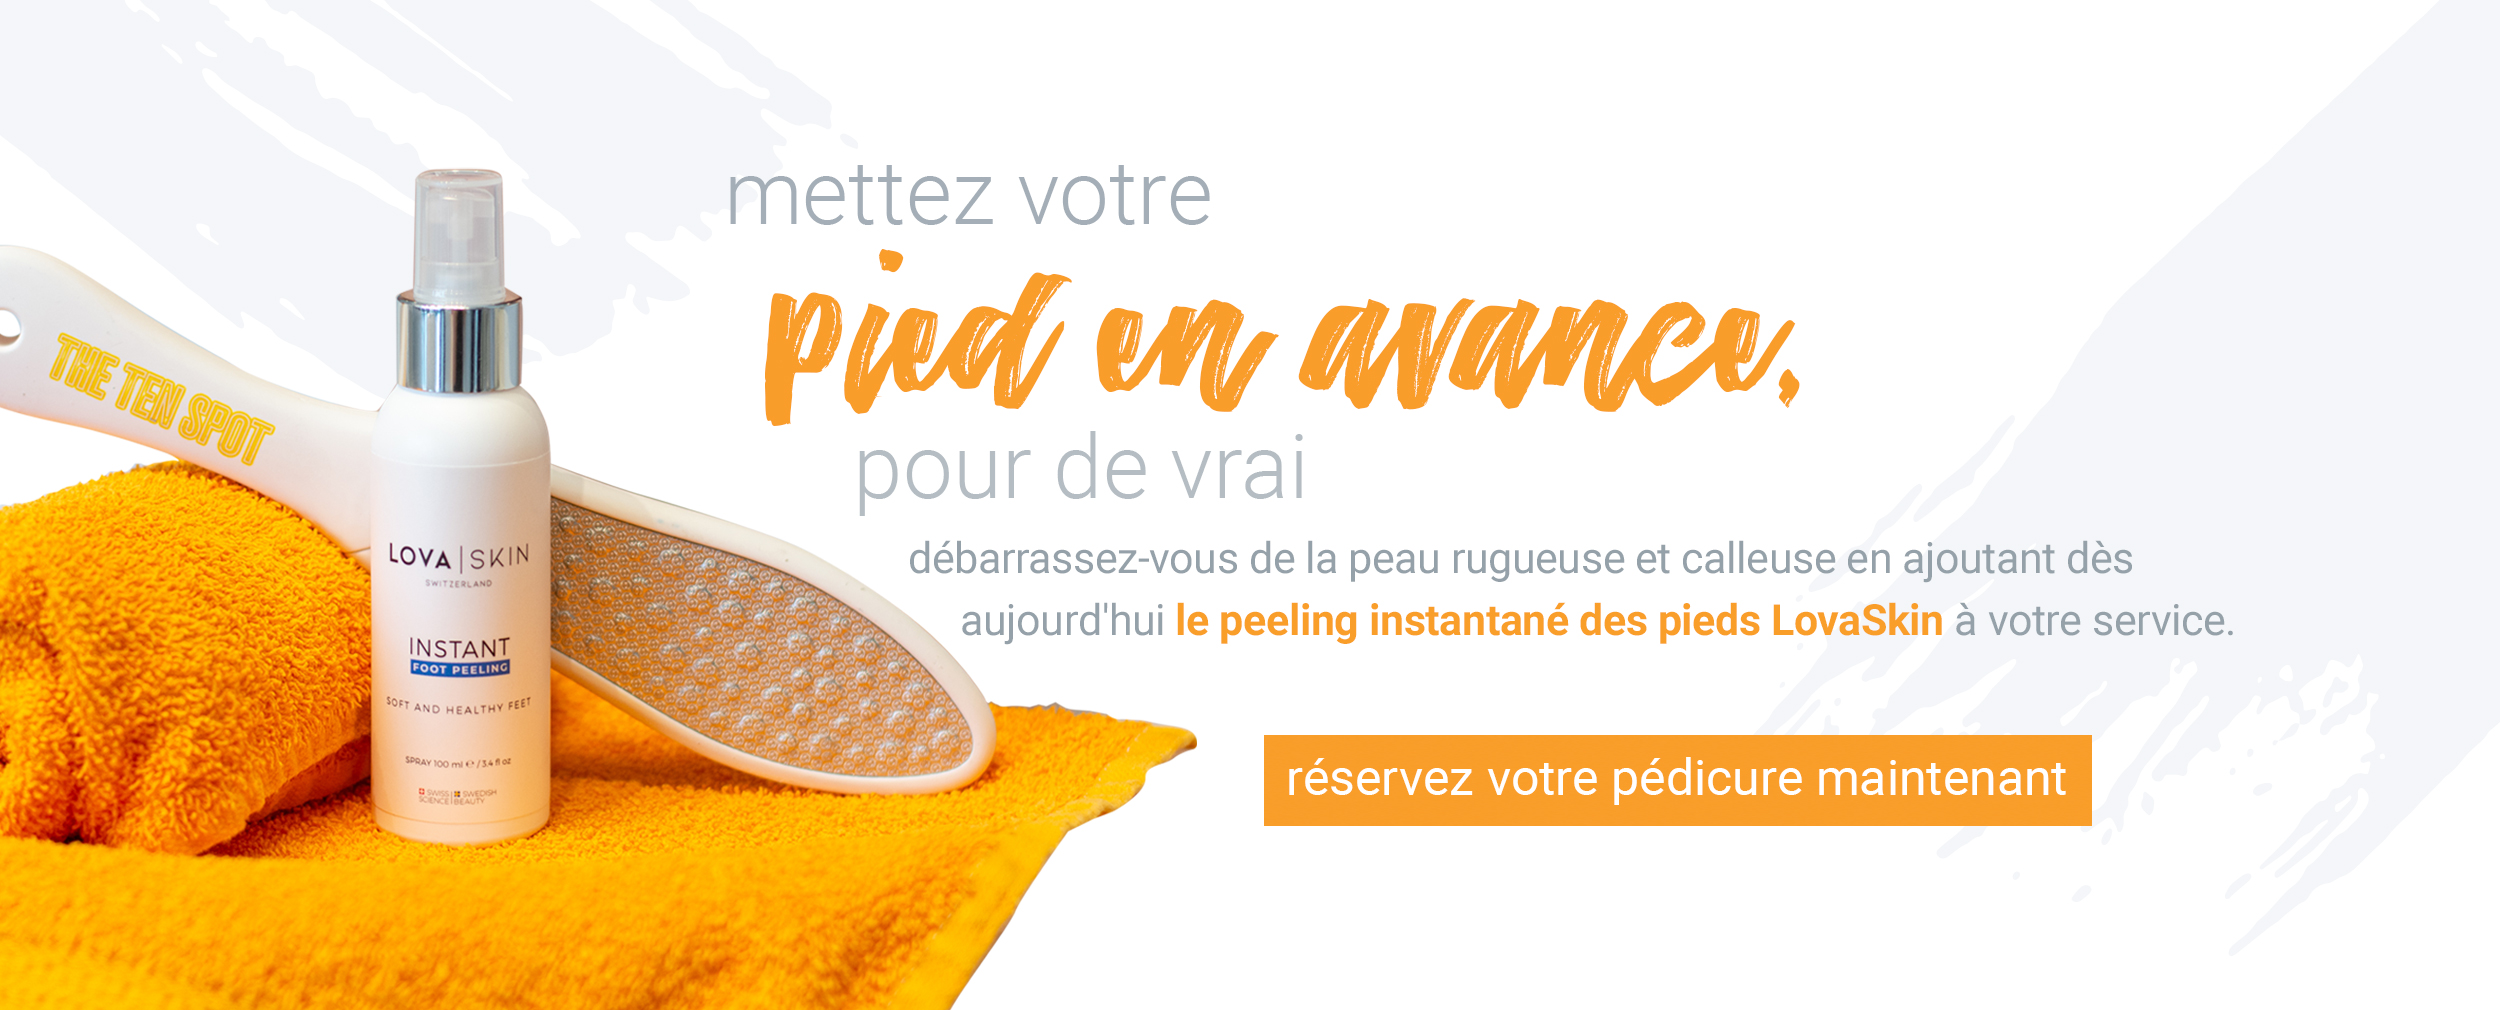 mettez votre
pied en avance.
pour de vrai
débarrassez-vous de la peau rugueuse et calleuse en ajoutant dès
aujourd'hui le peeling instantané des pieds LovaSkin à votre service.
réservez votre pédicure maintenant
THE TEN SPOT
LOVA | SKIN
SWITZERLAND
INSTANT
FOOT PEELING
SOFT AND HEALTHY FEET
SPRAY 100 ml ℮ / 3.4 fl oz
SWISS SCIENCE | SWEDISH BEAUTY